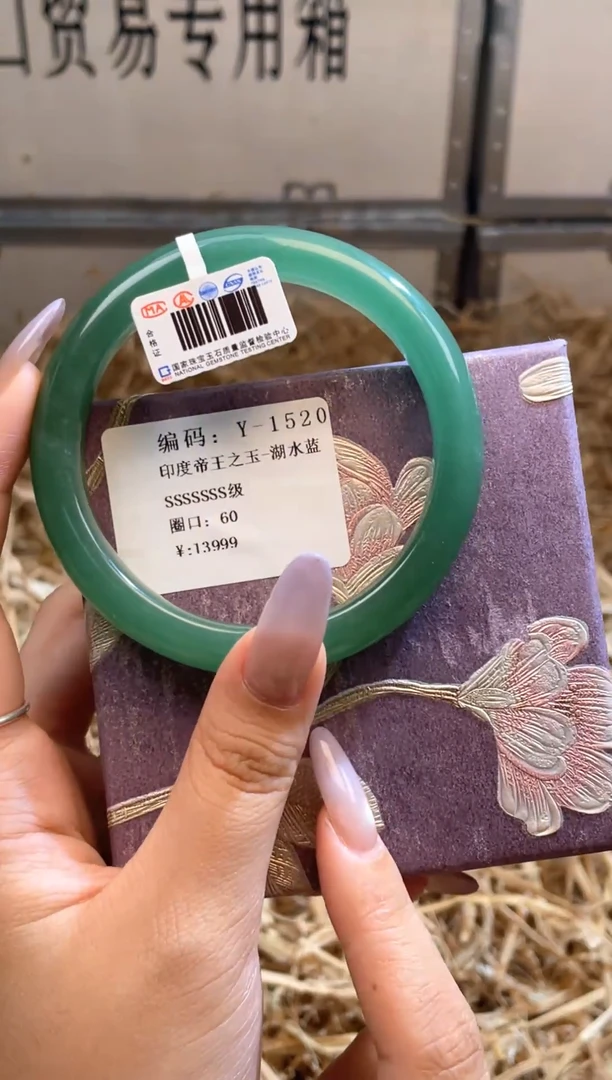 口贸易专用箱
MA
合格证
国家珠宝玉石质量监督检验中心
NATIONAL GEMSTONE TESTING CENTER
编码：Y-1520
印度帝王之玉-湖水蓝
SSSSSSS级
圈口：60
¥:13999